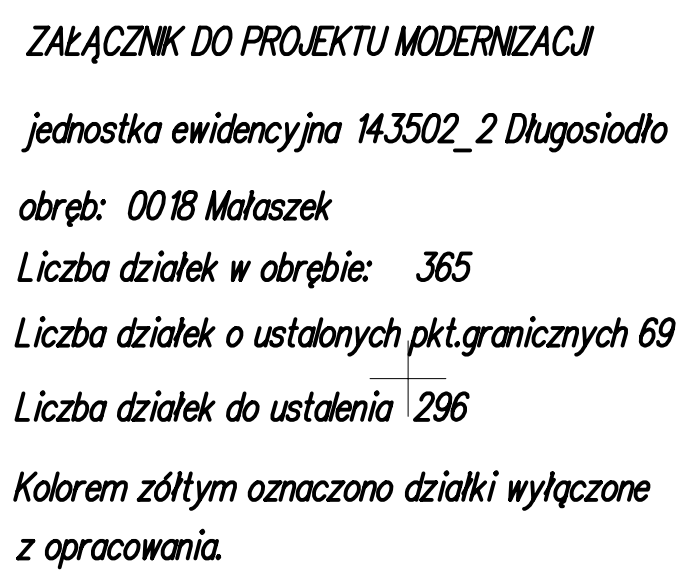 ZAŁĄCZNIK DO PROJEKTU MODERNIZACJI
jednostka ewidencyjna 143502_2 Długosiodło
obręb: 0018 Małaszek
Liczba działek w obrębie: 365
Liczba działek o ustalonych pkt.granicznych 69
Liczba działek do ustalenia 296
Kolorem zółtym oznaczono działki wyłączone
z opracowania.